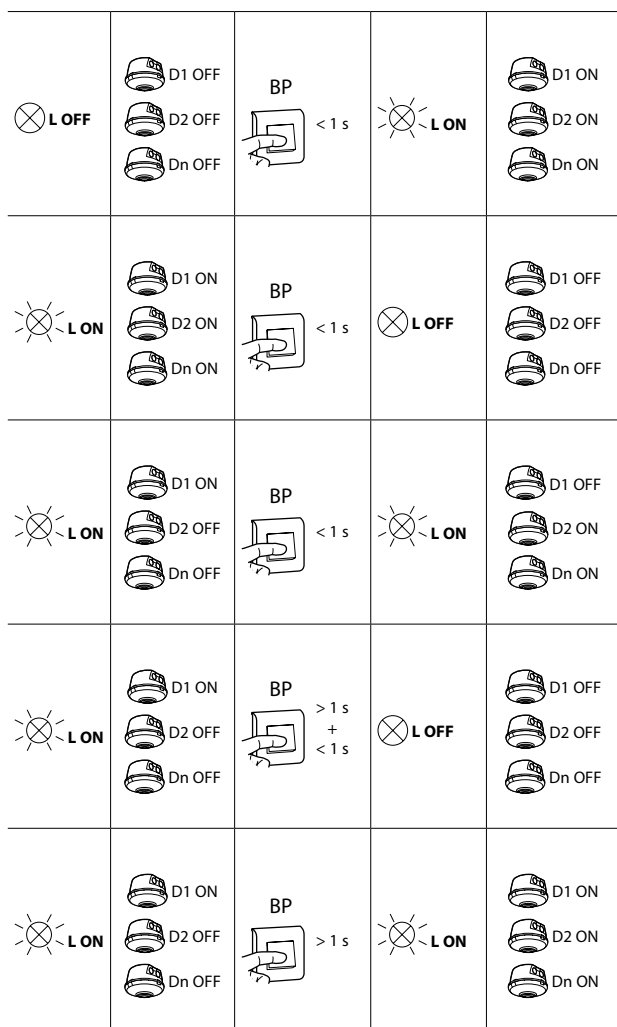 L OFF
D1 OFF
D2 OFF
Dn OFF
BP
< 1 s
L ON
D1 ON
D2 ON
Dn ON
L ON
D1 ON
D2 ON
Dn ON
BP
< 1 s
L OFF
D1 OFF
D2 OFF
Dn OFF
L ON
D1 ON
D2 OFF
Dn OFF
BP
< 1 s
L ON
D1 OFF
D2 ON
Dn ON
L ON
D1 ON
D2 OFF
Dn OFF
BP
> 1 s
+
< 1 s
L OFF
D1 OFF
D2 OFF
Dn OFF
L ON
D1 ON
D2 OFF
Dn OFF
BP
> 1 s
L ON
D1 ON
D2 ON
Dn ON